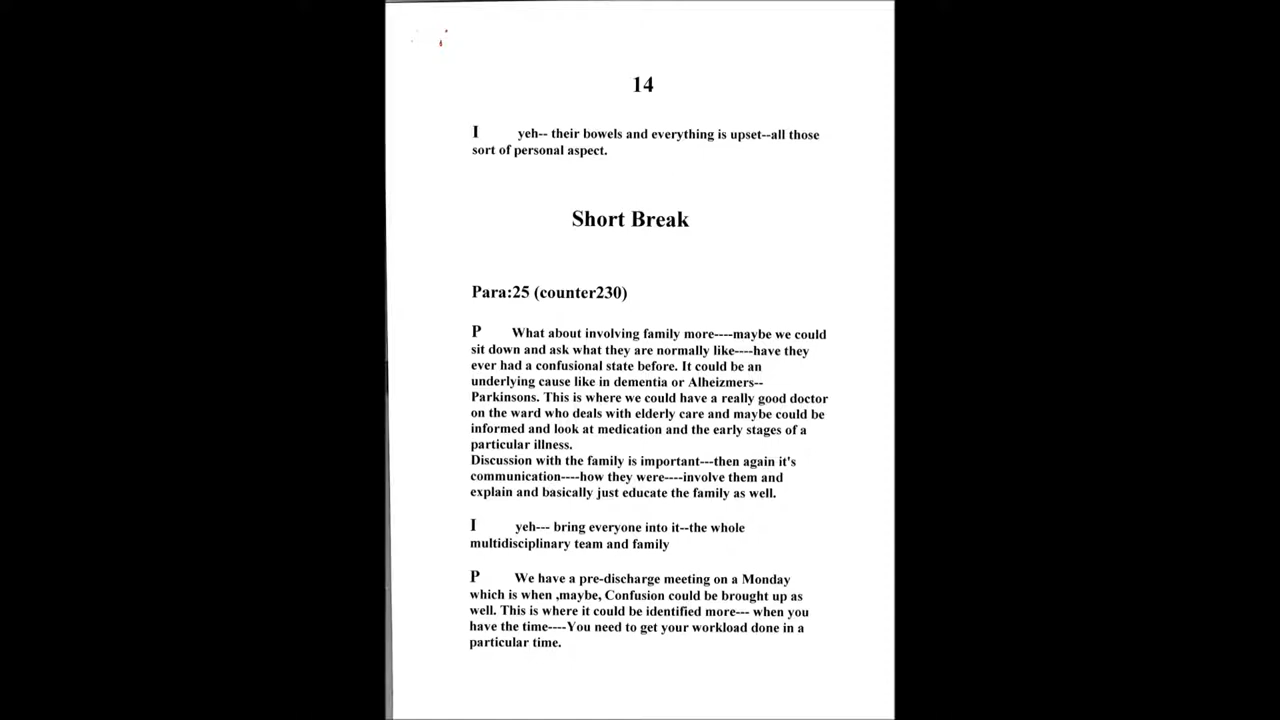 14
I yeh-- their bowels and everything is upset--all those
sort of personal aspect.
Short Break
Para:25 (counter230)
P What about involving family more----maybe we could
sit down and ask what they are normally like----have they
ever had a confusional state before. It could be an
underlying cause like in dementia or Alheizmers--
Parkinsons. This is where we could have a really good doctor
on the ward who deals with elderly care and maybe could be
informed and look at medication and the early stages of a
particular illness.
Discussion with the family is important---then again it's
communication----how they were----involve them and
explain and basically just educate the family as well.
I yeh--- bring everyone into it--the whole
multidisciplinary team and family
P We have a pre-discharge meeting on a Monday
which is when ,maybe, Confusion could be brought up as
well. This is where it could be identified more--- when you
have the time----You need to get your workload done in a
particular time.